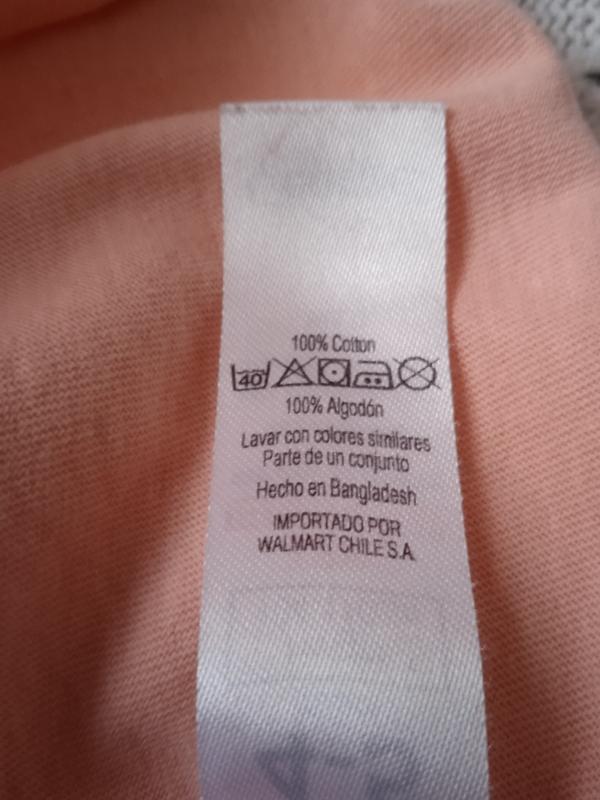 100% Cotton
40
100% Algodón
Lavar con colores similares
Parte de un conjunto
Hecho en Bangladesh
IMPORTADO POR
WALMART CHILE S.A